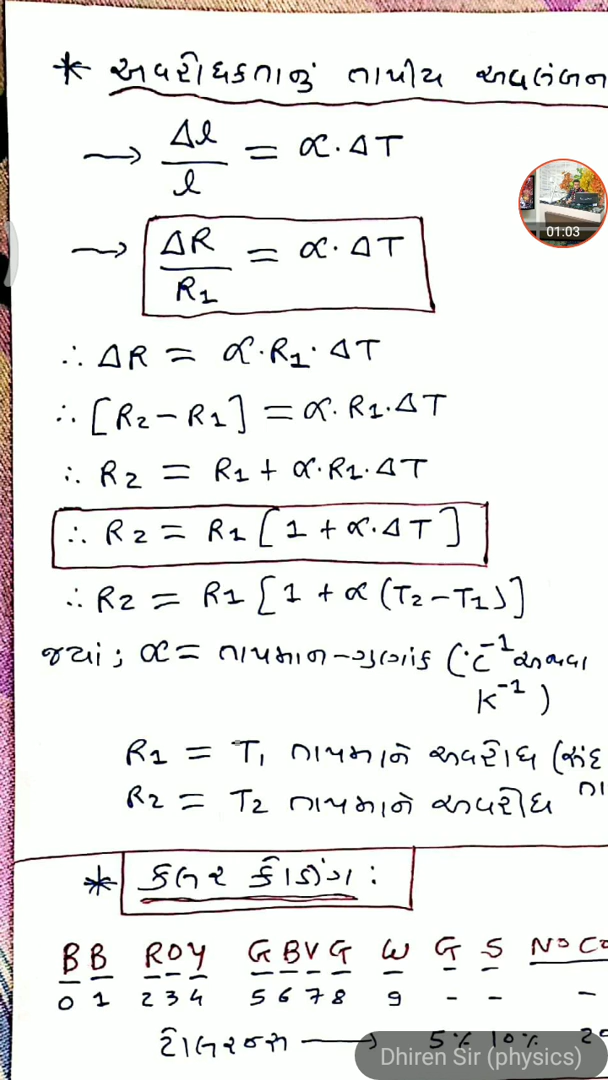 * અવરોધકતાનું તાપીય અવલંબન
→ Δl/l = α·ΔT
01:03
→ ΔR/R₁ = α·ΔT
∴ ΔR = α·R₁·ΔT
∴ [R₂−R₁] = α·R₁·ΔT
∴ R₂ = R₁ + α·R₁·ΔT
∴ R₂ = R₁[1 + α·ΔT]
∴ R₂ = R₁[1 + α(T₂−T₁)]
જ્યાં; α = તાપમાન-ગુણાંક (°C⁻¹ અથવા
K⁻¹)
R₁ = T₁ તાપમાને અવરોધ
R₂ = T₂ તાપમાને અવરોધ
* કલર કોડીંગ :
B B R O Y G B V G W G S No Co
0 1 2 3 4 5 6 7 8 9 - - -
ટોલરન્સ → 5% 10% 20
Dhiren Sir (physics)